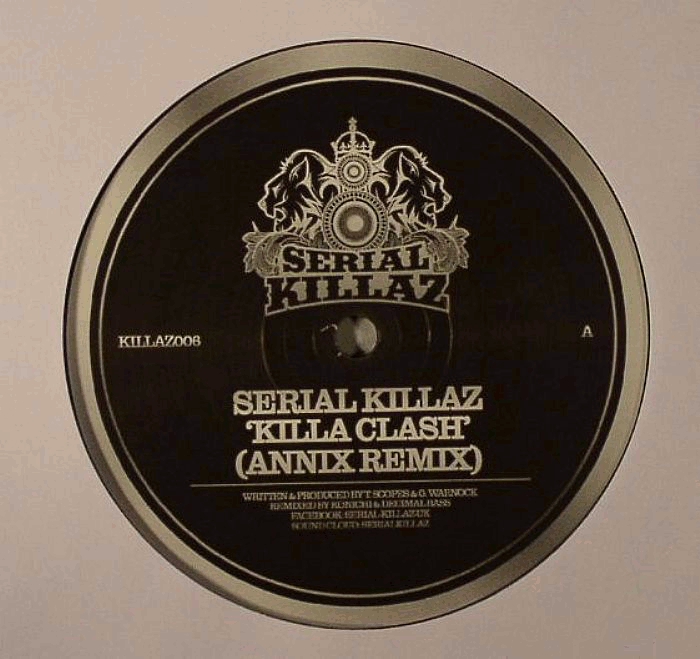 SERIAL
KILLAZ
KILLAZ006
A
SERIAL KILLAZ
'KILLA CLASH'
(ANNIX REMIX)
WRITTEN & PRODUCED BY T. SCOPES & G. WARNOCK
REMIXED BY KONICHI & DECIMAL BASS
FACEBOOK: SERIAL-KILLAZUK
SOUNDCLOUD: SERIALKILLAZ